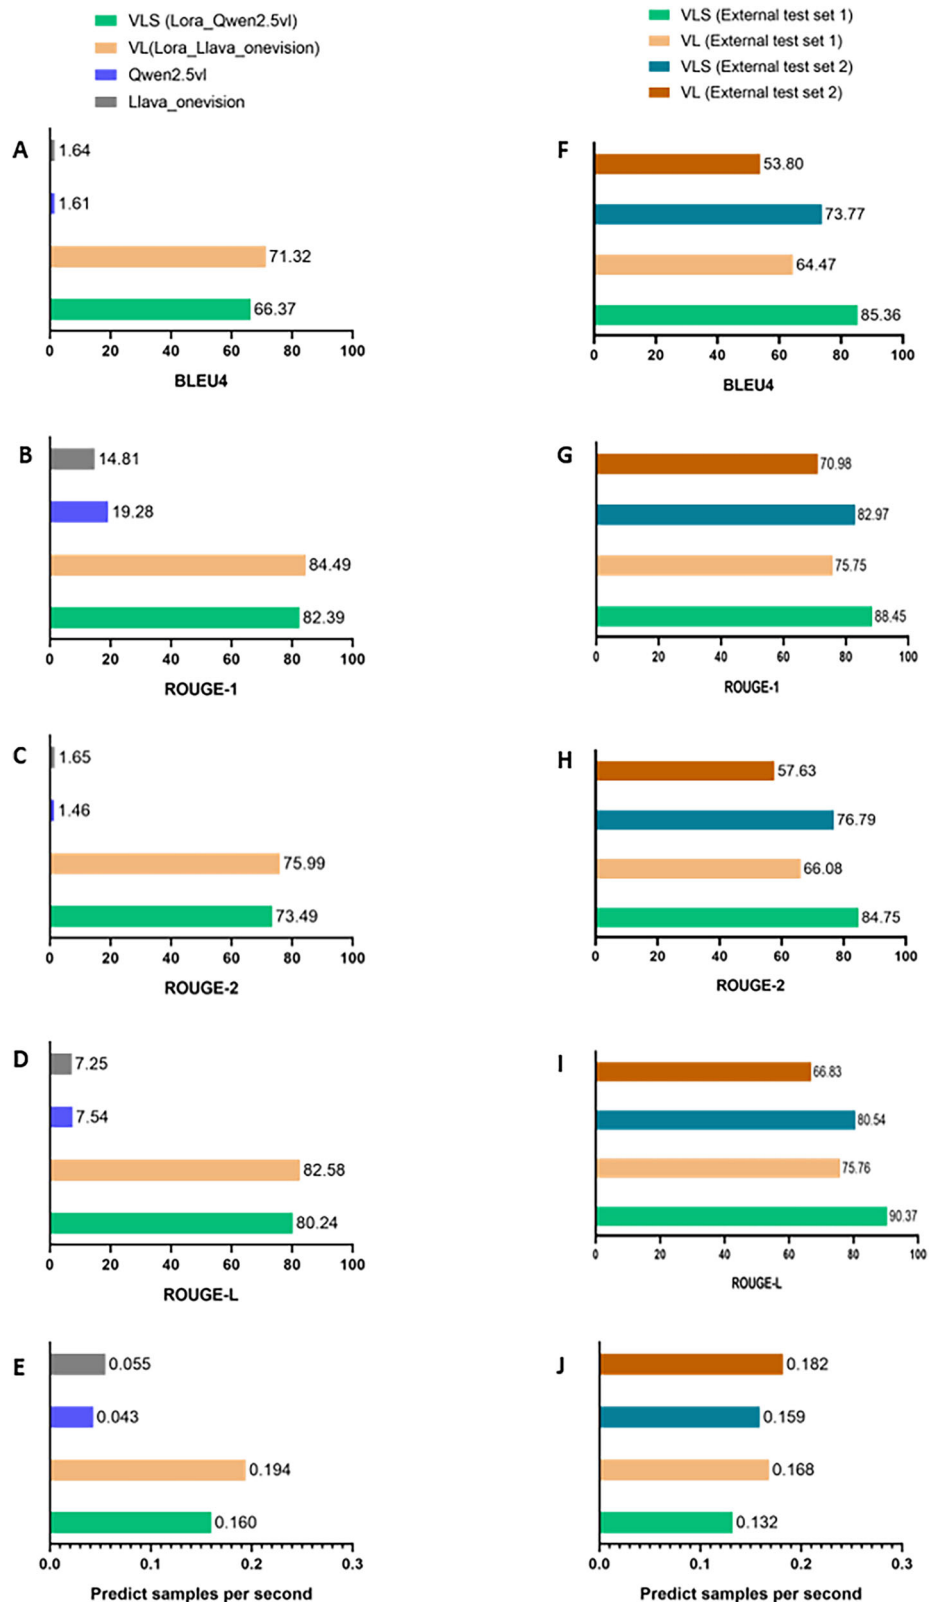 VLS (Lora_Qwen2.5vl)
VL(Lora_Llava_onevision)
Qwen2.5vl
Llava_onevision
A
1.64
1.61
71.32
66.37
0 20 40 60 80 100
BLEU4
B
14.81
19.28
84.49
82.39
0 20 40 60 80 100
ROUGE-1
C
1.65
1.46
75.99
73.49
0 20 40 60 80 100
ROUGE-2
D
7.25
7.54
82.58
80.24
0 20 40 60 80 100
ROUGE-L
E
0.055
0.043
0.194
0.160
0.0 0.1 0.2 0.3
Predict samples per second
VLS (External test set 1)
VL (External test set 1)
VLS (External test set 2)
VL (External test set 2)
F
53.80
73.77
64.47
85.36
0 20 40 60 80 100
BLEU4
G
70.98
82.97
75.75
88.45
0 20 40 60 80 100
ROUGE-1
H
57.63
76.79
66.08
84.75
0 20 40 60 80 100
ROUGE-2
I
66.83
80.54
75.76
90.37
0 20 40 60 80 100
ROUGE-L
J
0.182
0.159
0.168
0.132
0.0 0.1 0.2 0.3
Predict samples per second